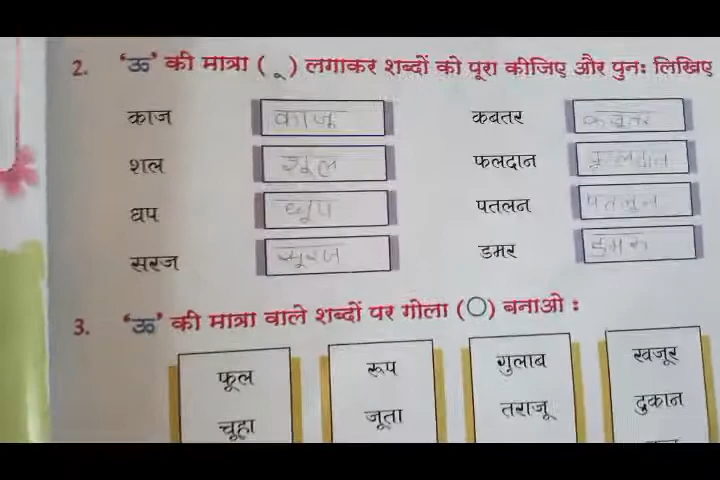 2. 'ऊ' की मात्रा ( ू ) लगाकर शब्दों को पूरा कीजिए और पुनः लिखिए
काज काजू कबतर कबूतर
शल शूल फलदान फूलदान
धप धूप पतलन पतलून
सरज सूरज डमर डमरू
3. 'ऊ' की मात्रा वाले शब्दों पर गोला (○) बनाओ :
फूल रूप गुलाब खजूर
चूहा जूता तराजू दुकान